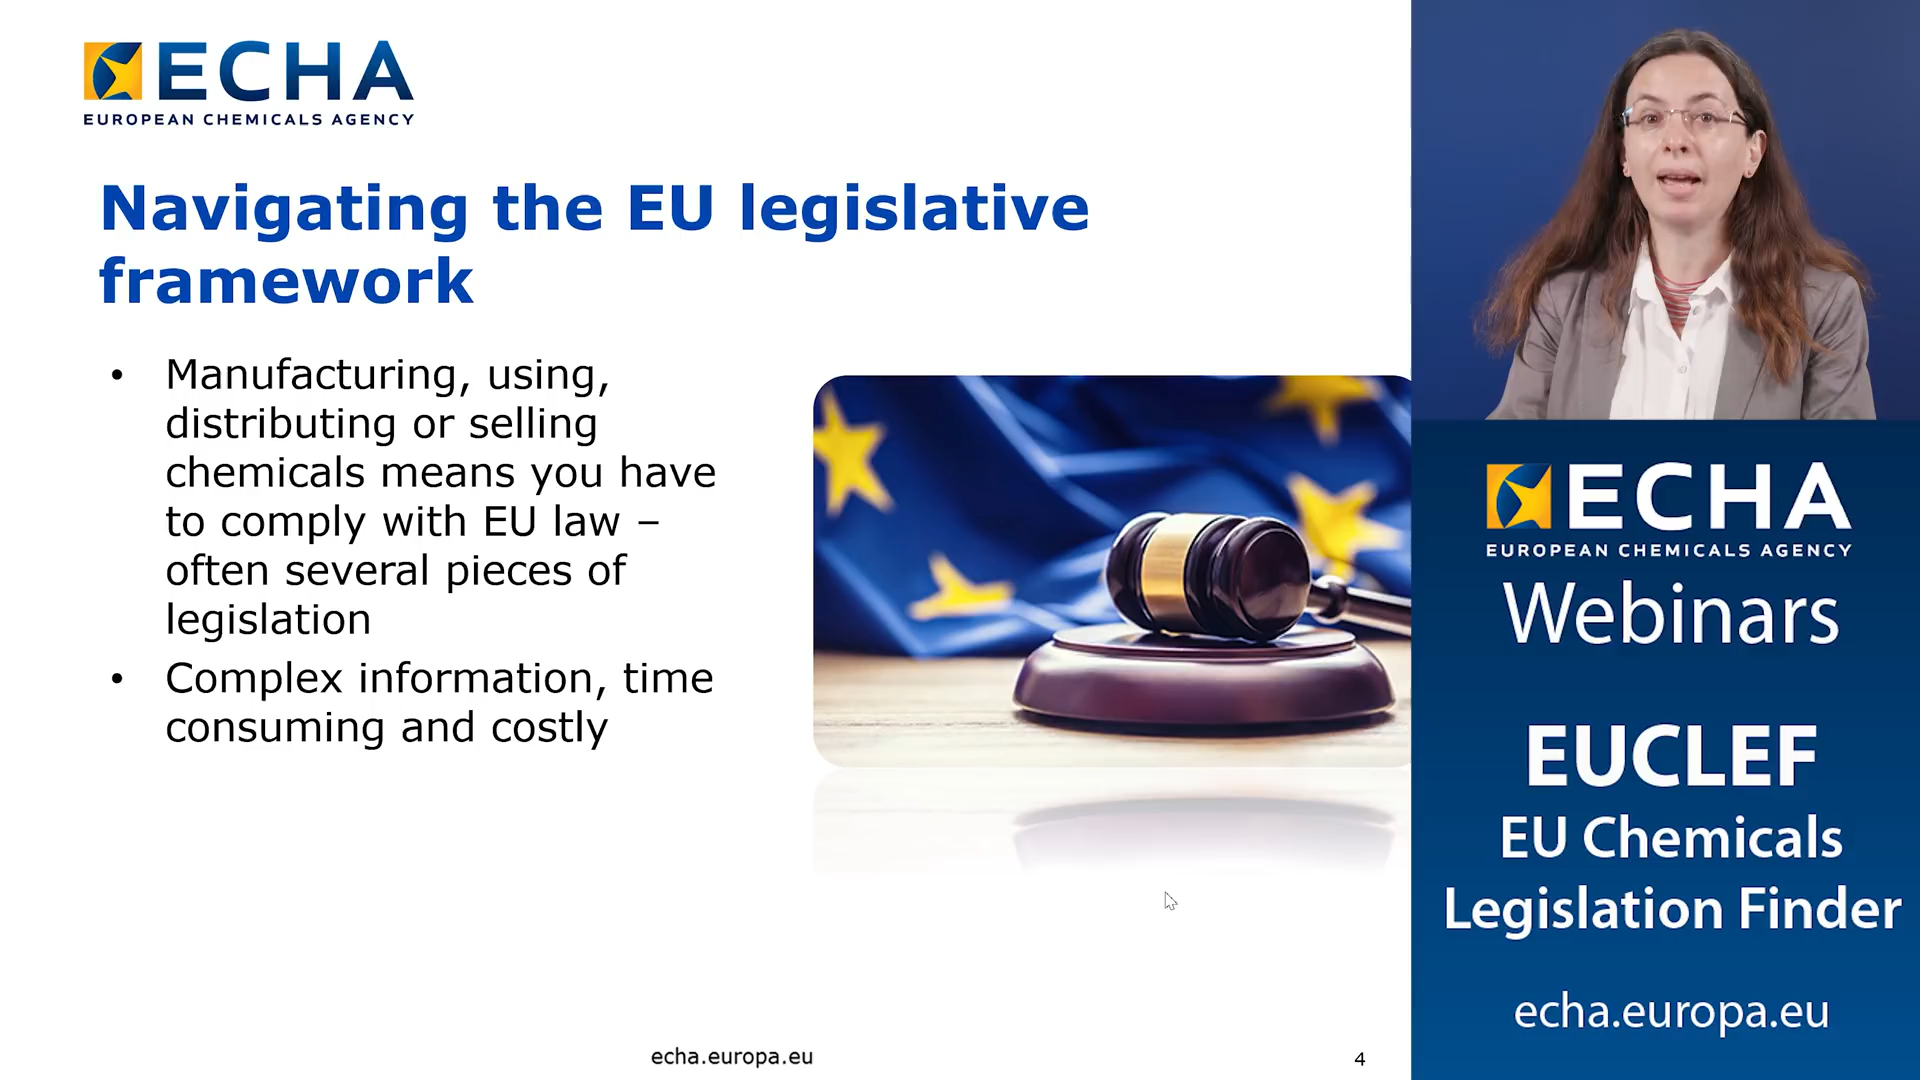 ECHA
EUROPEAN CHEMICALS AGENCY
Navigating the EU legislative
framework
• Manufacturing, using,
distributing or selling
chemicals means you have
to comply with EU law –
often several pieces of
legislation
• Complex information, time
consuming and costly
echa.europa.eu
4
ECHA
EUROPEAN CHEMICALS AGENCY
Webinars
EUCLEF
EU Chemicals
Legislation Finder
echa.europa.eu